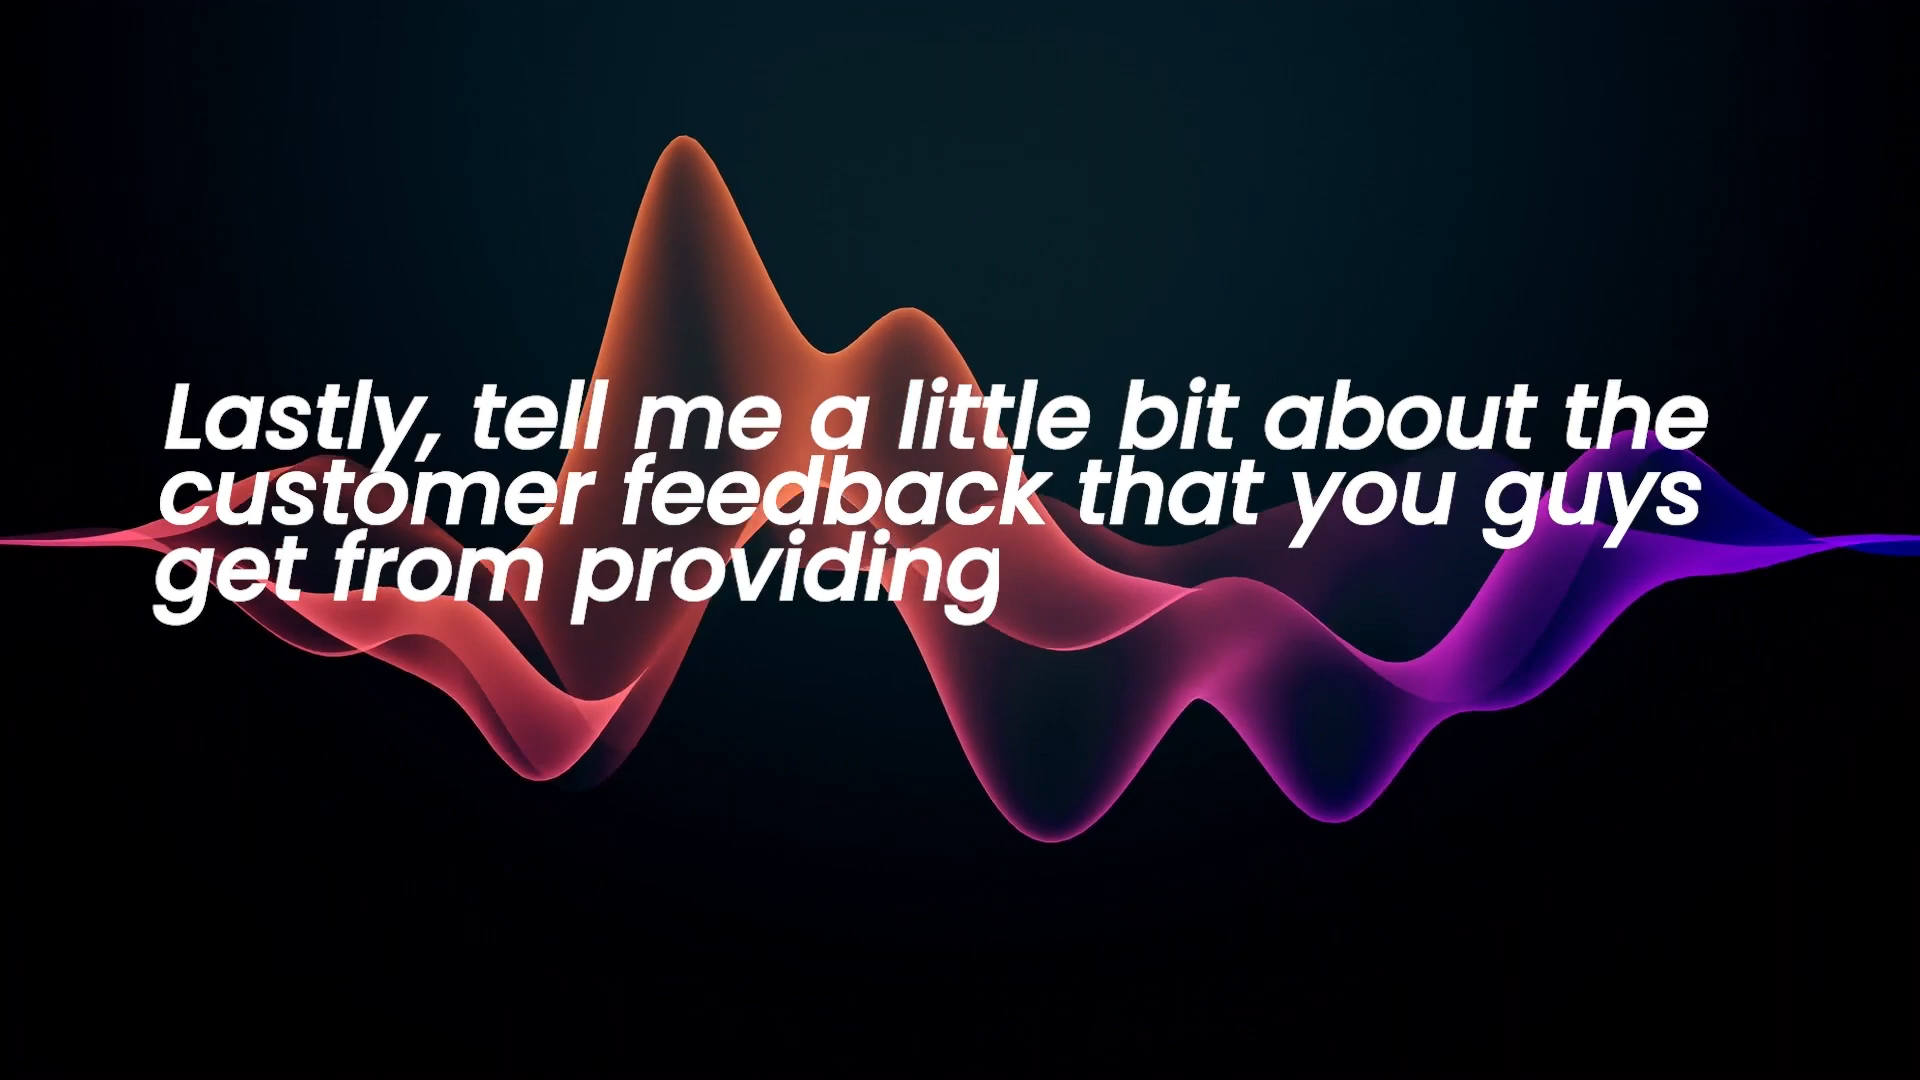 Lastly, tell me a little bit about the
customer feedback that you guys
get from providing